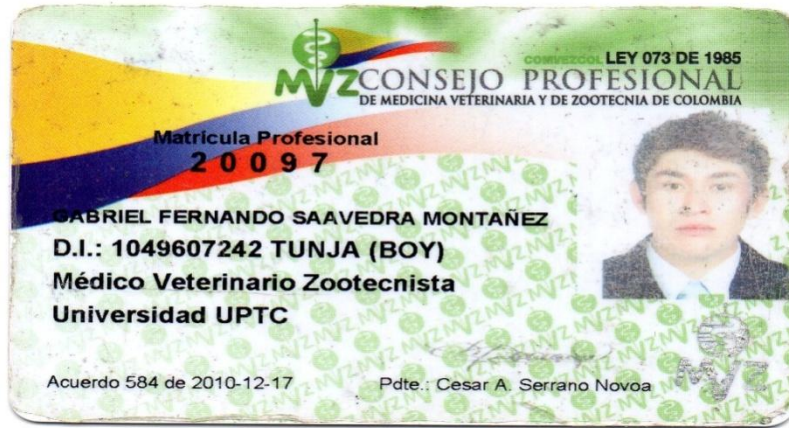 COMVEZCOL LEY 073 DE 1985
MVZ CONSEJO PROFESIONAL
DE MEDICINA VETERINARIA Y DE ZOOTECNIA DE COLOMBIA
Matrícula Profesional
20097
GABRIEL FERNANDO SAAVEDRA MONTAÑEZ
D.I.: 1049607242 TUNJA (BOY)
Médico Veterinario Zootecnista
Universidad UPTC
Acuerdo 584 de 2010-12-17
Pdte.: Cesar A. Serrano Novoa
MVZ